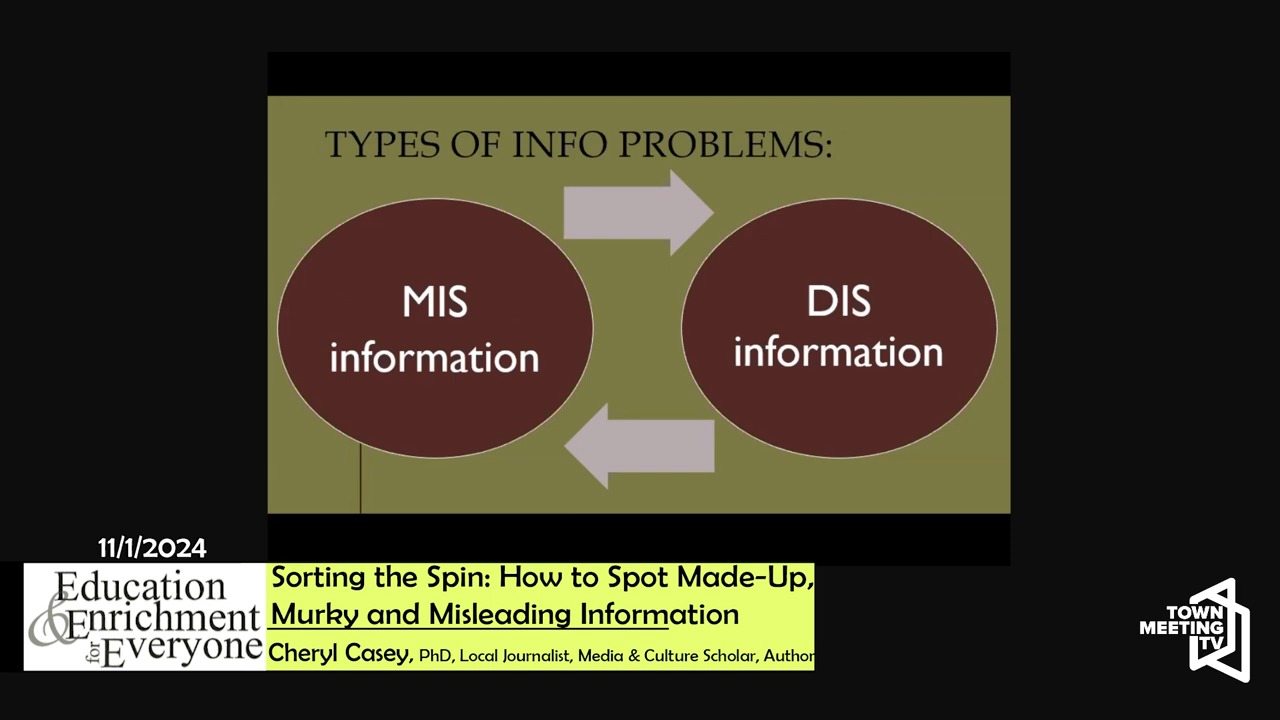 TYPES OF INFO PROBLEMS:
MIS
information
DIS
information
11/1/2024
Education
& Enrichment
for Everyone
Sorting the Spin: How to Spot Made-Up,
Murky and Misleading Information
Cheryl Casey, PhD, Local Journalist, Media & Culture Scholar, Author
TOWN
MEETING
TV